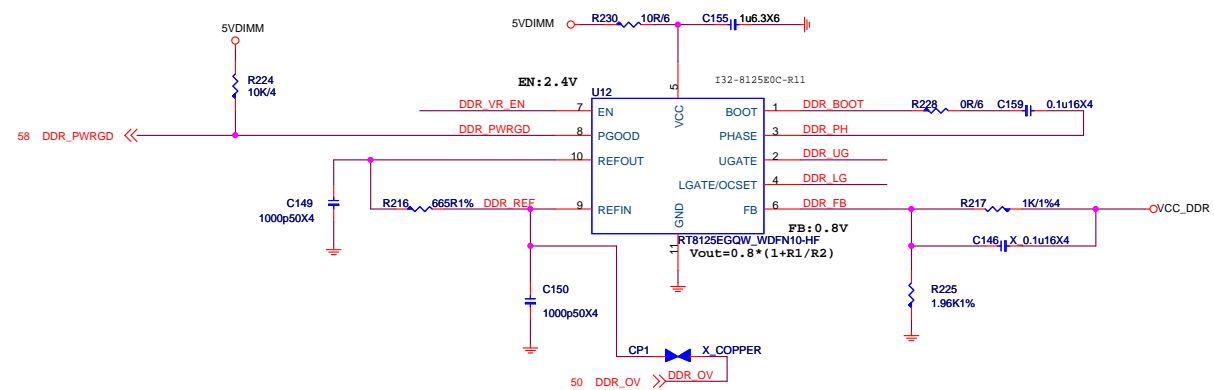 5VDIMM
R230
10R/6
C155
1u6.3X6
5VDIMM
R224
10K/4
EN:2.4V
I32-8125E0C-R11
U12
5
VCC
DDR_VR_EN
7
EN
BOOT
1
DDR_BOOT
R228
0R/6
C159
0.1u16X4
58
DDR_PWRGD
DDR_PWRGD
8
PGOOD
PHASE
3
DDR_PH
10
REFOUT
UGATE
2
DDR_UG
LGATE/OCSET
4
DDR_LG
C149
1000p50X4
R216
665R1%
DDR_REF
9
REFIN
FB
6
DDR_FB
R217
1K/1%4
VCC_DDR
GND
11
FB:0.8V
RT8125EGQW_WDFN10-HF
Vout=0.8*(1+R1/R2)
C146
X_0.1u16X4
C150
1000p50X4
R225
1.96K1%
CP1
X_COPPER
50
DDR_OV
DDR_OV